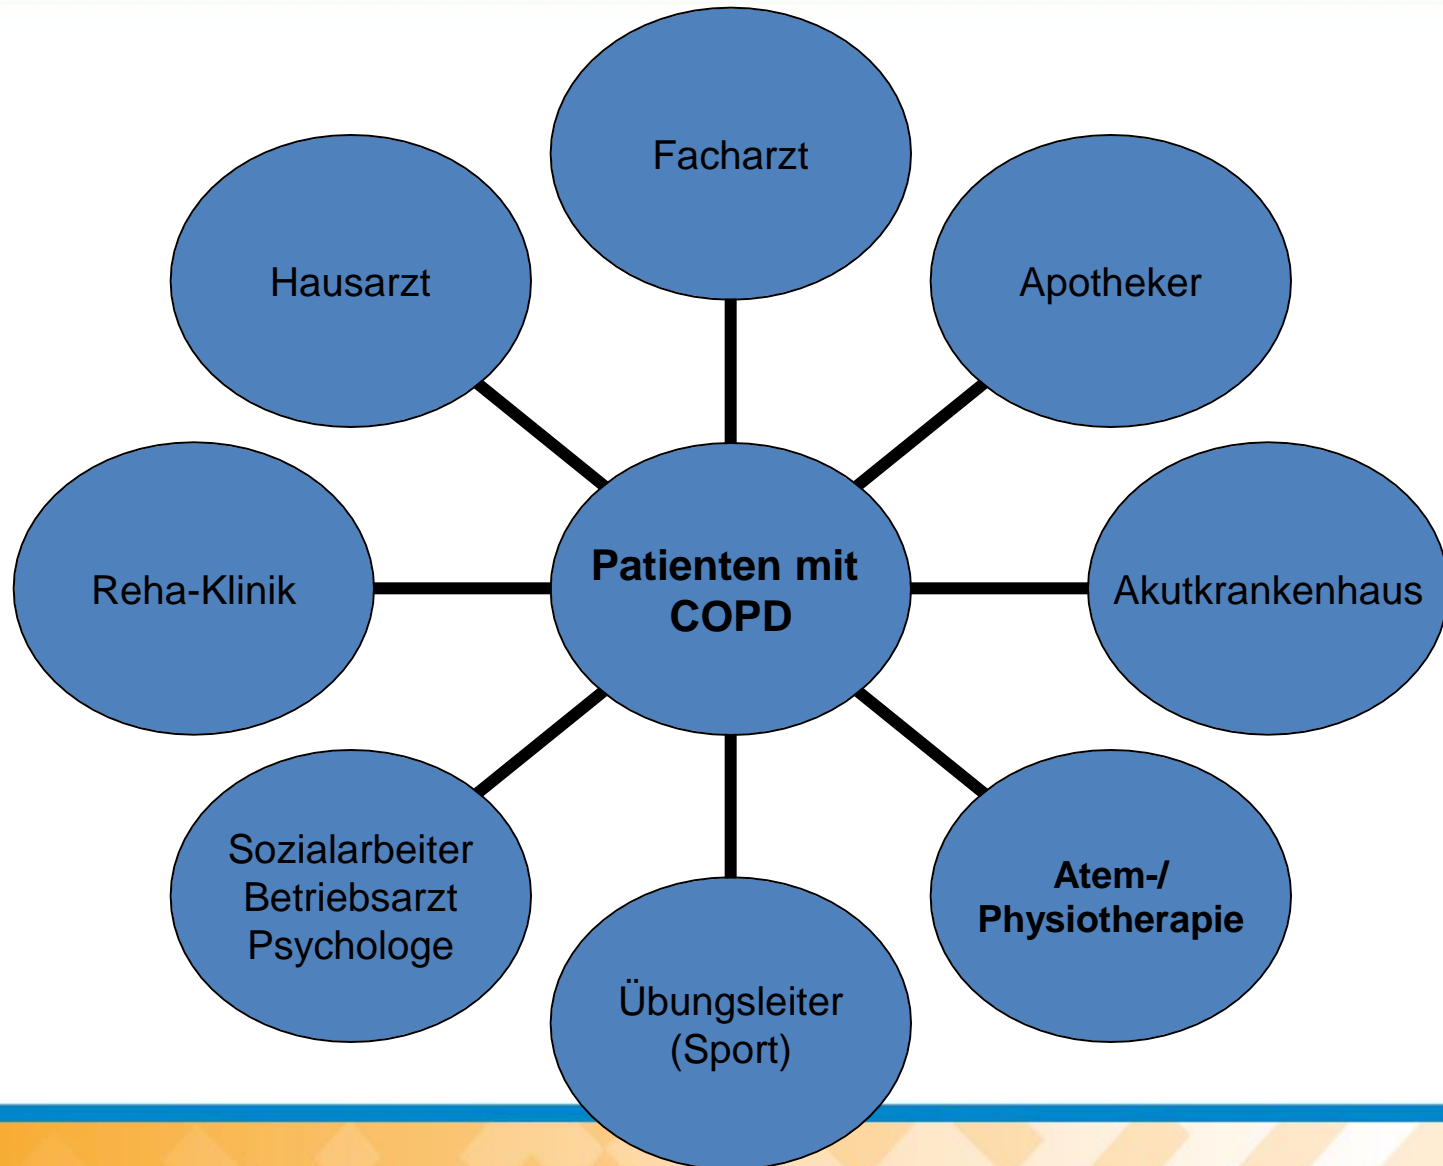 Facharzt
Hausarzt
Apotheker
Patienten mit
COPD
Reha-Klinik
Akutkrankenhaus
Sozialarbeiter
Betriebsarzt
Psychologe
Atem-/
Physiotherapie
Übungsleiter
(Sport)